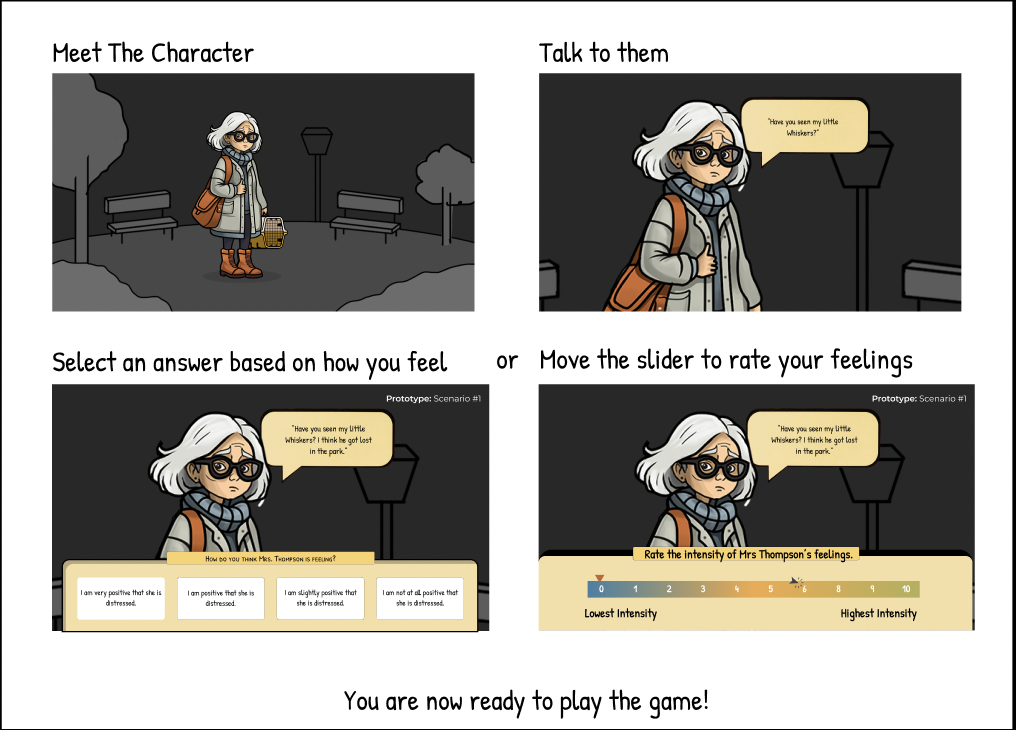 Meet The Character
Talk to them
"Have you seen my little
Whiskers?"
Select an answer based on how you feel
or
Move the slider to rate your feelings
Prototype: Scenario #1
"Have you seen my little
Whiskers? I think he got lost
in the park."
How do you think Mrs. Thompson is feeling?
I am very positive that she is
distressed.
I am positive that she is
distressed.
I am slightly positive that
she is distressed.
I am not at all positive that
she is distressed.
Prototype: Scenario #1
"Have you seen my little
Whiskers? I think he got lost
in the park."
Rate the intensity of Mrs Thompson's feelings.
0 1 2 3 4 5 6 8 9 10
Lowest Intensity
Highest Intensity
You are now ready to play the game!